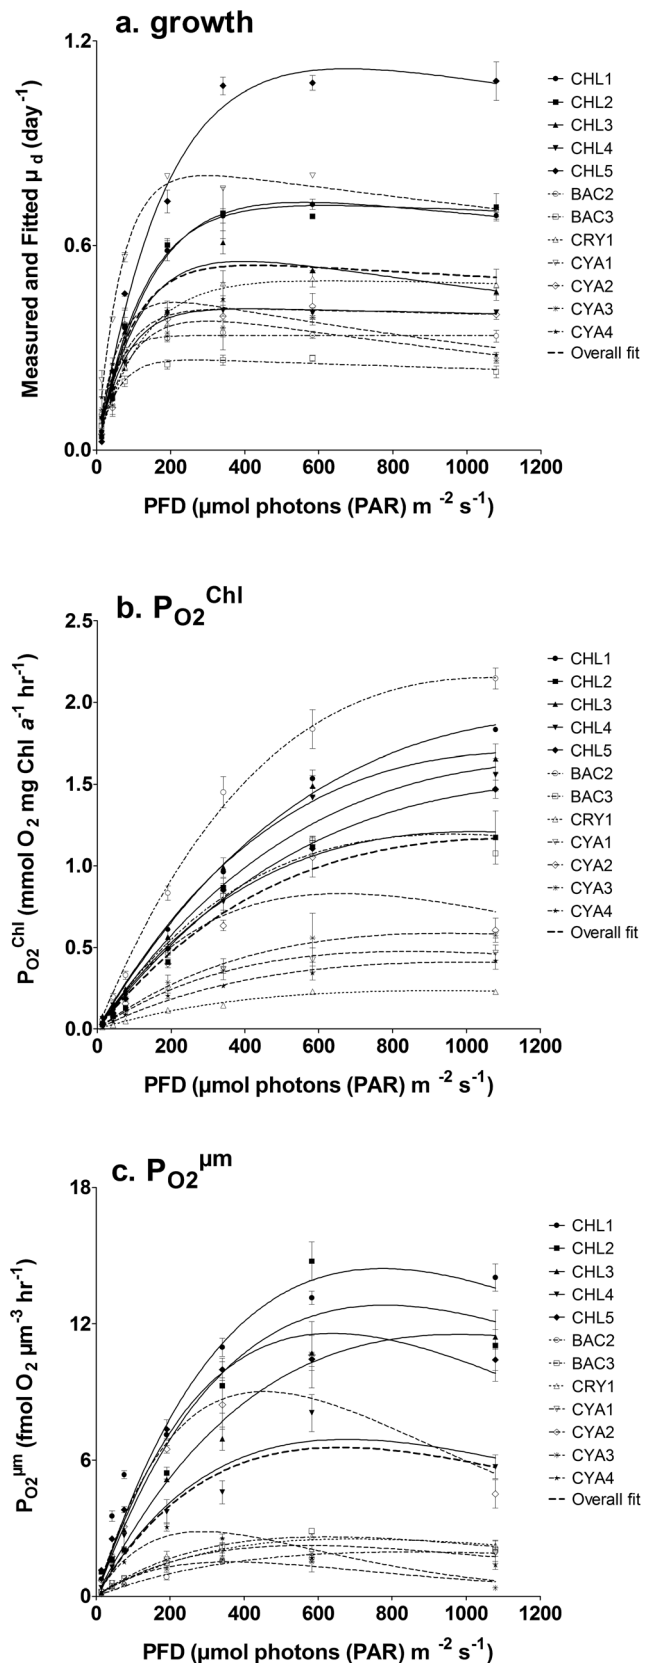 a. growth
Measured and Fitted μ d (day -1)
1.2
0.6
0.0
0 200 400 600 800 1000 1200
PFD (μmol photons (PAR) m -2 s-1)
CHL1
CHL2
CHL3
CHL4
CHL5
BAC2
BAC3
CRY1
CYA1
CYA2
CYA3
CYA4
Overall fit
b. PO2Chl
PO2Chl (mmol O2 mg Chl a-1 hr-1)
2.5
2.0
1.5
1.0
0.5
0.0
0 200 400 600 800 1000 1200
PFD (μmol photons (PAR) m -2 s-1)
CHL1
CHL2
CHL3
CHL4
CHL5
BAC2
BAC3
CRY1
CYA1
CYA2
CYA3
CYA4
Overall fit
c. PO2μm
PO2μm (fmol O2 μm-3 hr-1)
18
12
6
0
0 200 400 600 800 1000 1200
PFD (μmol photons (PAR) m -2 s-1)
CHL1
CHL2
CHL3
CHL4
CHL5
BAC2
BAC3
CRY1
CYA1
CYA2
CYA3
CYA4
Overall fit